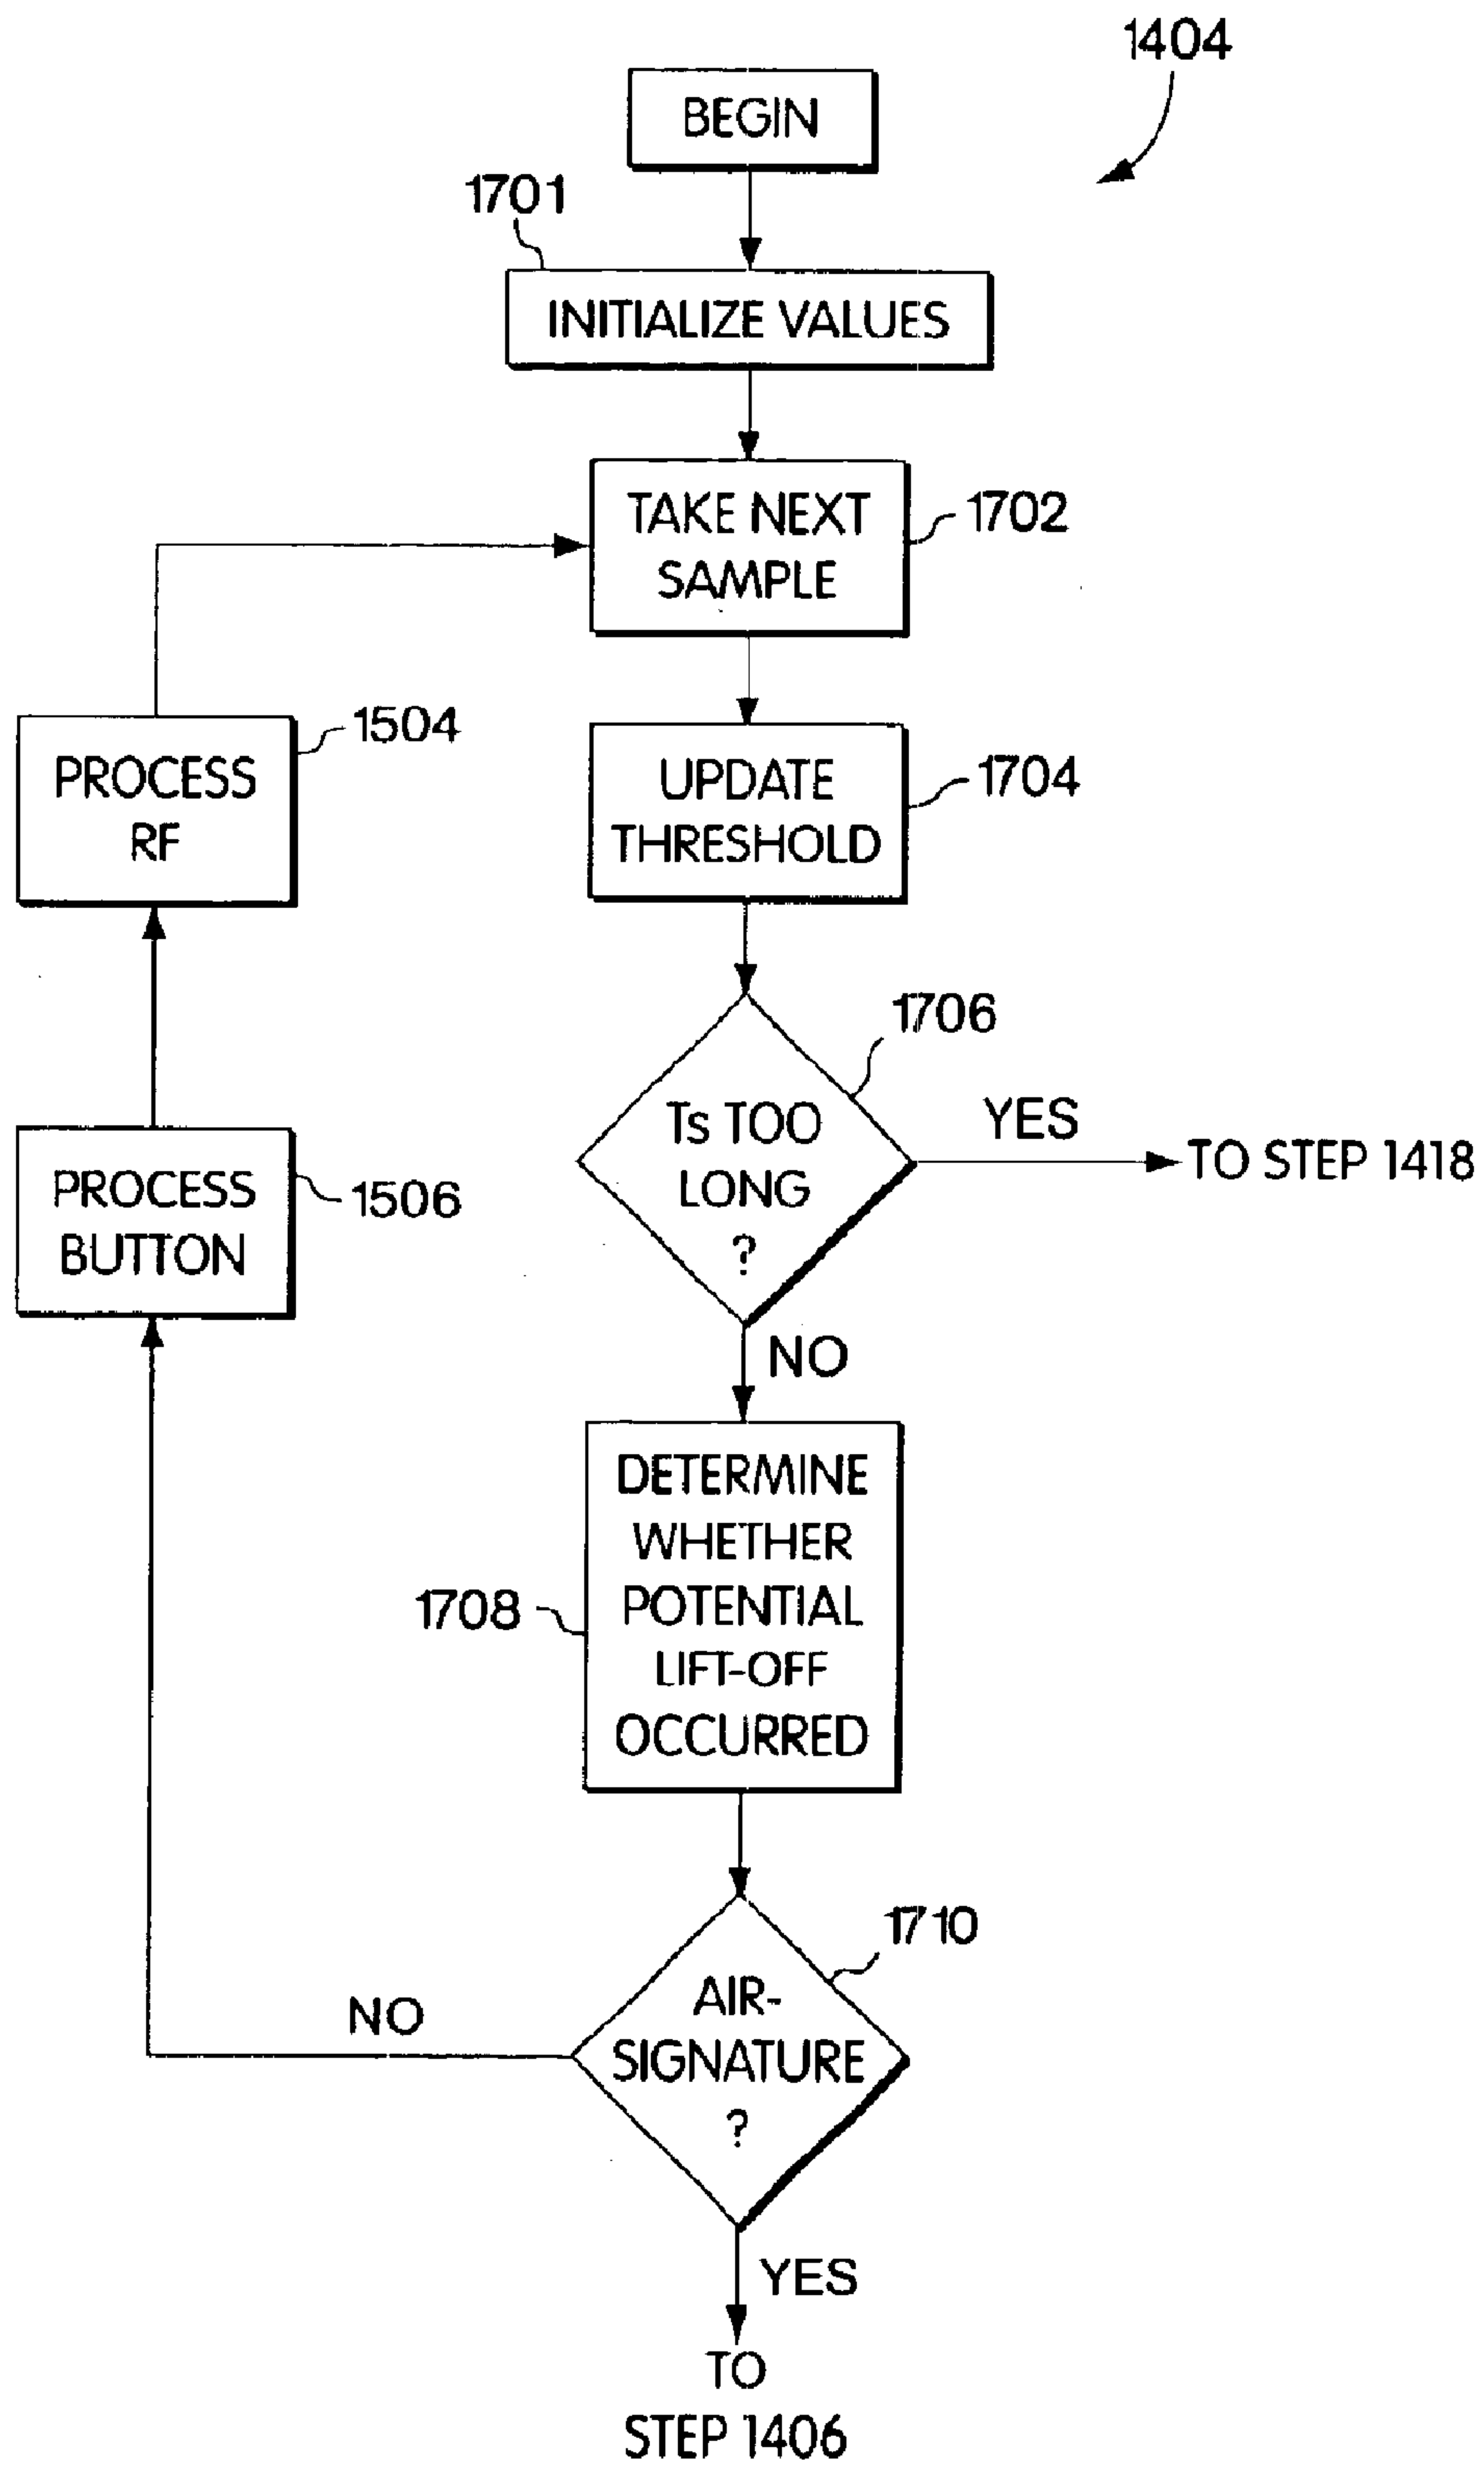 1404
BEGIN
1701
INITIALIZE VALUES
TAKE NEXT
SAMPLE
1702
PROCESS
RF
1504
UPDATE
THRESHOLD
1704
1706
Ts TOO
LONG
?
YES
TO STEP 1418
PROCESS
BUTTON
1506
NO
DETERMINE
WHETHER
POTENTIAL
LIFT-OFF
OCCURRED
1708
1710
AIR-
SIGNATURE
?
NO
YES
TO
STEP 1406